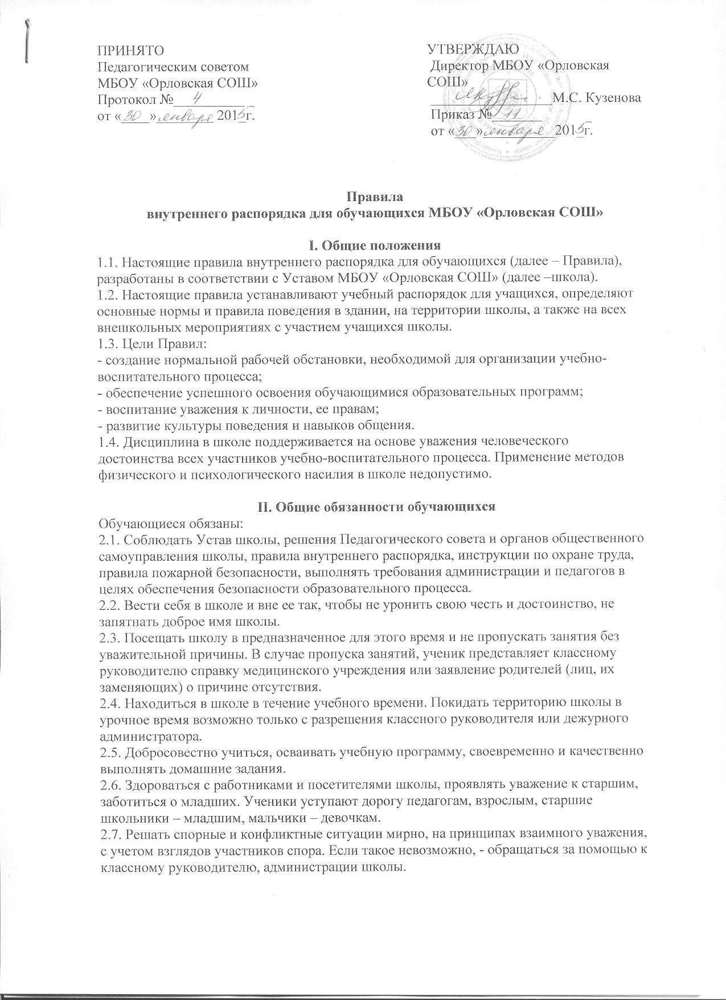 ПРИНЯТО
Педагогическим советом
МБОУ «Орловская СОШ»
Протокол № 4
от «30» января 2015г.
УТВЕРЖДАЮ
Директор МБОУ «Орловская
СОШ»
М.С. Кузенова
Приказ № 11
от «30» января 2015г.
Правила
внутреннего распорядка для обучающихся МБОУ «Орловская СОШ»
I. Общие положения
1.1. Настоящие правила внутреннего распорядка для обучающихся (далее – Правила),
разработаны в соответствии с Уставом МБОУ «Орловская СОШ» (далее –школа).
1.2. Настоящие правила устанавливают учебный распорядок для учащихся, определяют
основные нормы и правила поведения в здании, на территории школы, а также на всех
внешкольных мероприятиях с участием учащихся школы.
1.3. Цели Правил:
- создание нормальной рабочей обстановки, необходимой для организации учебно-
воспитательного процесса;
- обеспечение успешного освоения обучающимися образовательных программ;
- воспитание уважения к личности, ее правам;
- развитие культуры поведения и навыков общения.
1.4. Дисциплина в школе поддерживается на основе уважения человеческого
достоинства всех участников учебно-воспитательного процесса. Применение методов
физического и психологического насилия в школе недопустимо.
II. Общие обязанности обучающихся
Обучающиеся обязаны:
2.1. Соблюдать Устав школы, решения Педагогического совета и органов общественного
самоуправления школы, правила внутреннего распорядка, инструкции по охране труда,
правила пожарной безопасности, выполнять требования администрации и педагогов в
целях обеспечения безопасности образовательного процесса.
2.2. Вести себя в школе и вне ее так, чтобы не уронить свою честь и достоинство, не
запятнать доброе имя школы.
2.3. Посещать школу в предназначенное для этого время и не пропускать занятия без
уважительной причины. В случае пропуска занятий, ученик представляет классному
руководителю справку медицинского учреждения или заявление родителей (лиц, их
заменяющих) о причине отсутствия.
2.4. Находиться в школе в течение учебного времени. Покидать территорию школы в
урочное время возможно только с разрешения классного руководителя или дежурного
администратора.
2.5. Добросовестно учиться, осваивать учебную программу, своевременно и качественно
выполнять домашние задания.
2.6. Здороваться с работниками и посетителями школы, проявлять уважение к старшим,
заботиться о младших. Ученики уступают дорогу педагогам, взрослым, старшие
школьники – младшим, мальчики – девочкам.
2.7. Решать спорные и конфликтные ситуации мирно, на принципах взаимного уважения,
с учетом взглядов участников спора. Если такое невозможно, - обращаться за помощью к
классному руководителю, администрации школы.